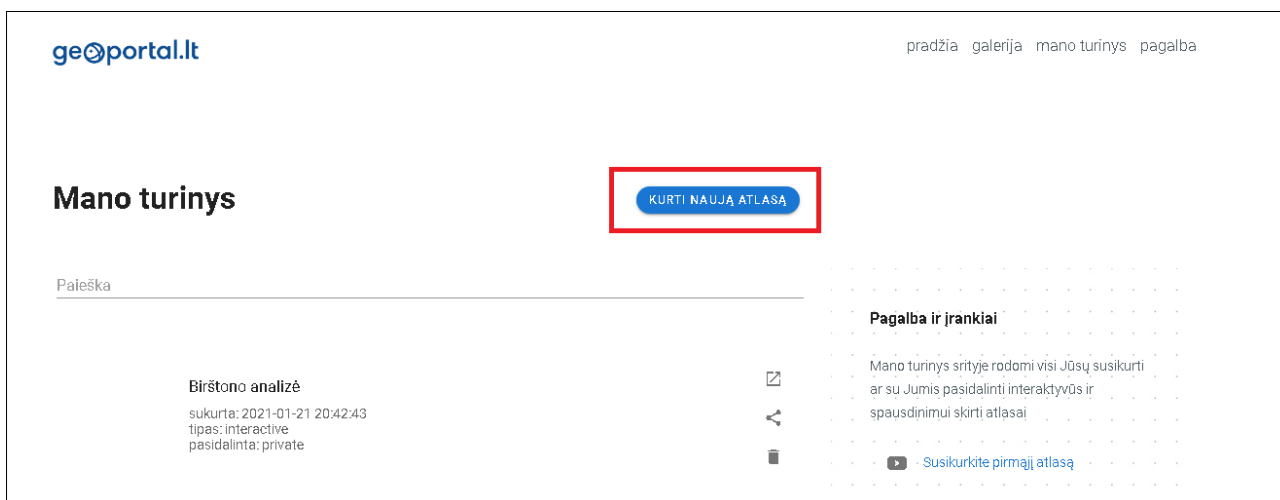 geoportal.lt
pradžia galerija mano turinys pagalba
Mano turinys
KURTI NAUJĄ ATLASĄ
Paieška
Pagalba ir įrankiai
Mano turinys srityje rodomi visi Jūsų susikurti
ar su Jumis pasidalinti interaktyvūs ir
spausdinimui skirti atlasai
Susikurkite pirmąjį atlasą
Birštono analizė
sukurta: 2021-01-21 20:42:43
tipas: interactive
pasidalinta: private